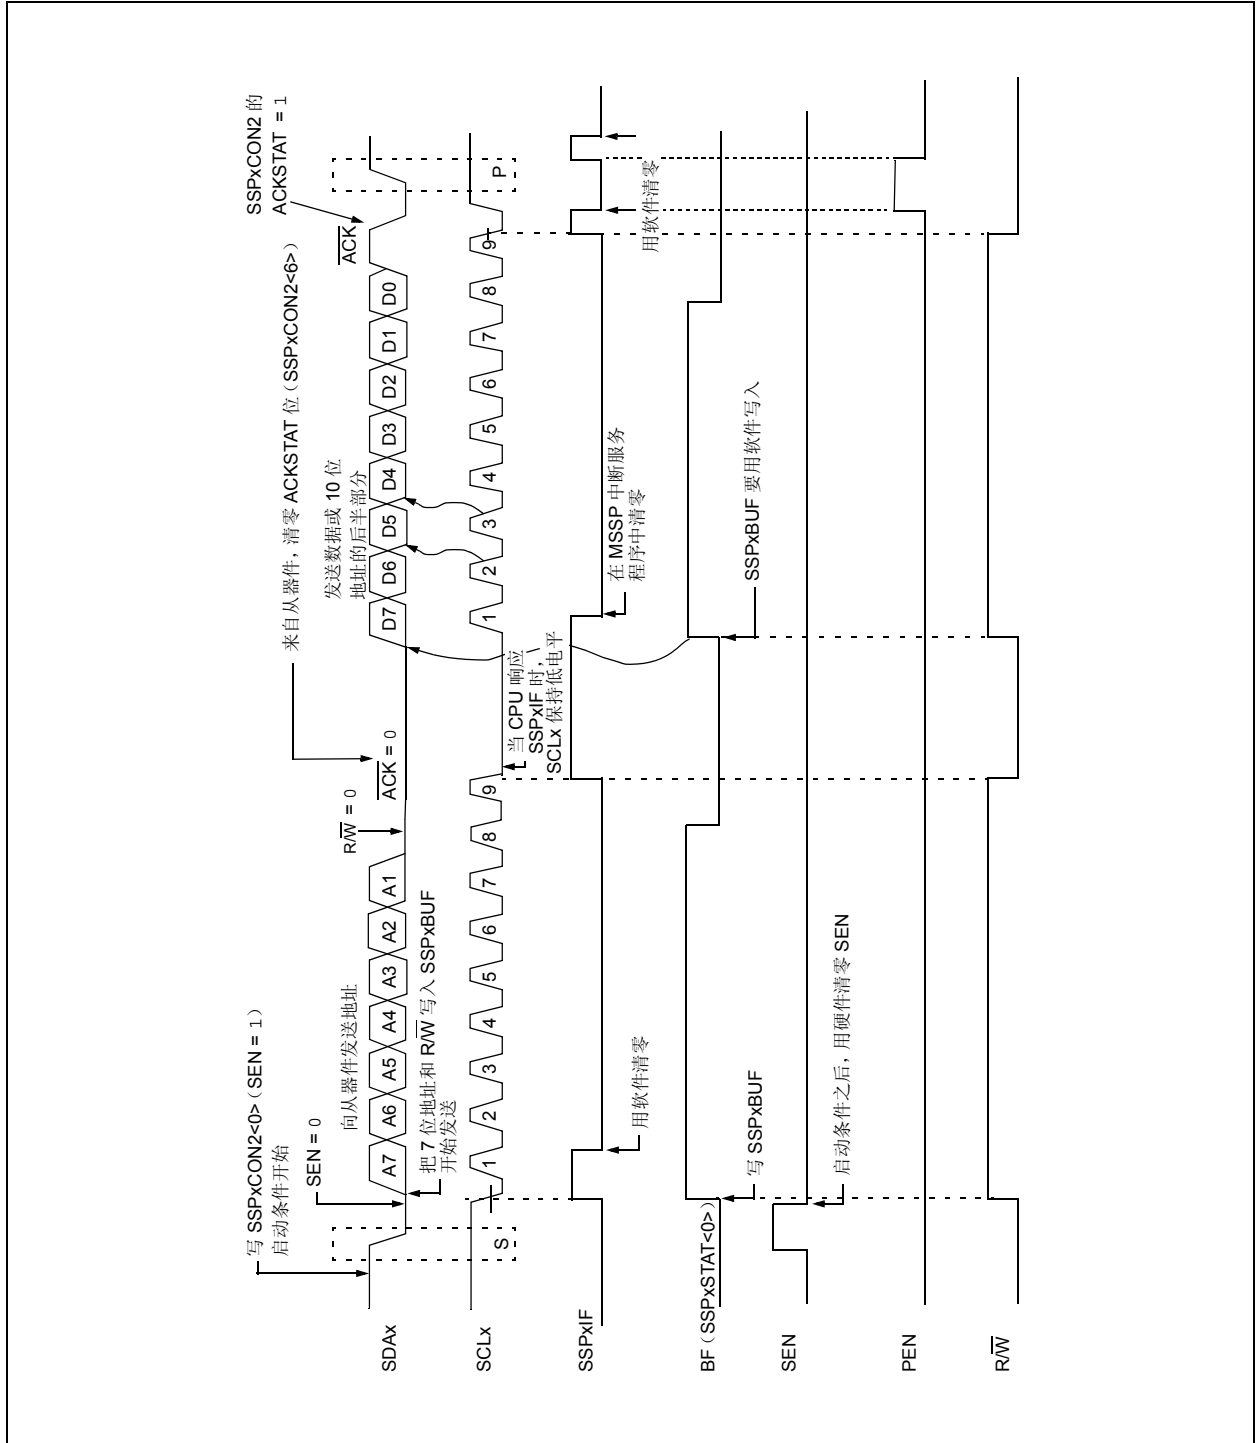 写 SSPxCON2<0>（SEN = 1）
启动条件开始
SEN = 0
向从器件发送地址
R/W = 0
来自从器件，清零 ACKSTAT 位（SSPxCON2<6>）
ACK = 0
发送数据或 10 位
地址的后半部分
SSPxCON2 的
ACKSTAT = 1
ACK
SDAx
A7 A6 A5 A4 A3 A2 A1
D7 D6 D5 D4 D3 D2 D1 D0
把 7 位地址和 R/W 写入 SSPxBUF
开始发送
SCLx
S
1 2 3 4 5 6 7 8 9
1 2 3 4 5 6 7 8 9
P
当 CPU 响应
SSPxIF 时，
SCLx 保持低电平
SSPxIF
用软件清零
在 MSSP 中断服务
程序中清零
用软件清零
BF（SSPxSTAT<0>）
写 SSPxBUF
SSPxBUF 要用软件写入
SEN
启动条件之后，用硬件清零 SEN
PEN
R/W